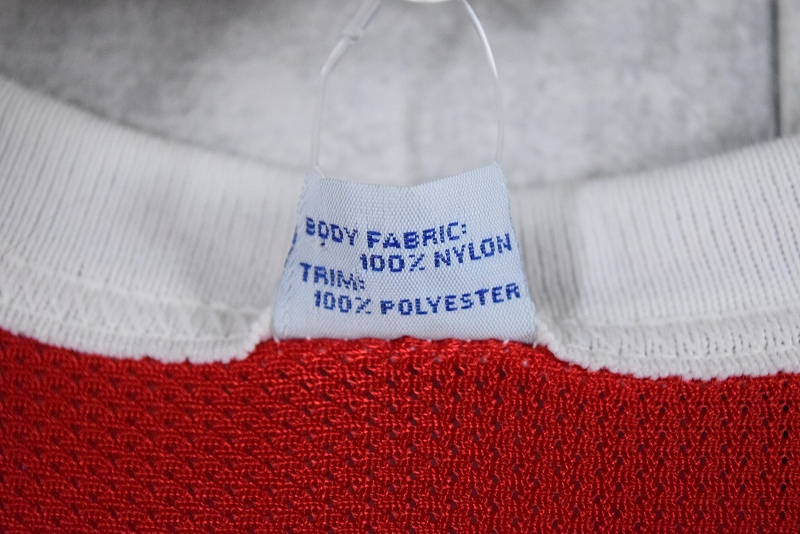 BODY FABRIC:
100% NYLON
TRIM:
100% POLYESTER